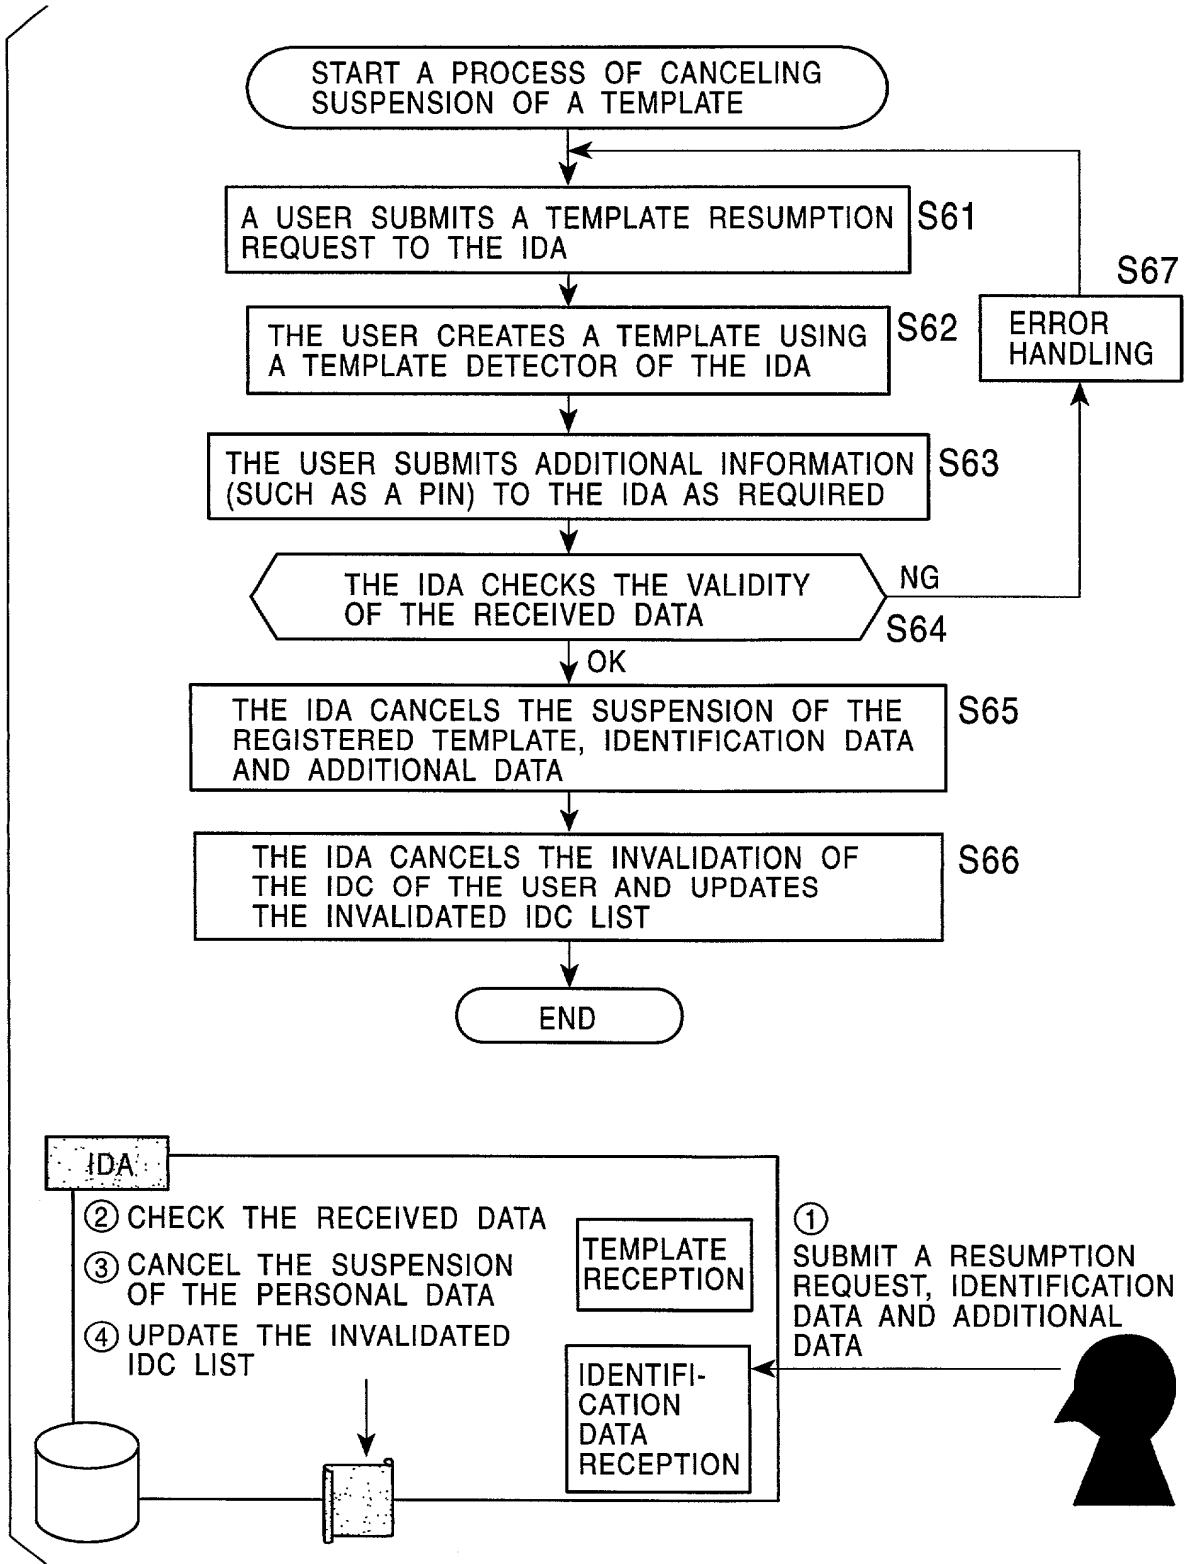 START A PROCESS OF CANCELING
SUSPENSION OF A TEMPLATE
A USER SUBMITS A TEMPLATE RESUMPTION
REQUEST TO THE IDA
S61
S67
ERROR
HANDLING
THE USER CREATES A TEMPLATE USING
A TEMPLATE DETECTOR OF THE IDA
S62
THE USER SUBMITS ADDITIONAL INFORMATION
(SUCH AS A PIN) TO THE IDA AS REQUIRED
S63
THE IDA CHECKS THE VALIDITY
OF THE RECEIVED DATA
NG
S64
OK
THE IDA CANCELS THE SUSPENSION OF THE
REGISTERED TEMPLATE, IDENTIFICATION DATA
AND ADDITIONAL DATA
S65
THE IDA CANCELS THE INVALIDATION OF
THE IDC OF THE USER AND UPDATES
THE INVALIDATED IDC LIST
S66
END
IDA
② CHECK THE RECEIVED DATA
③ CANCEL THE SUSPENSION
OF THE PERSONAL DATA
④ UPDATE THE INVALIDATED
IDC LIST
TEMPLATE
RECEPTION
IDENTIFI-
CATION
DATA
RECEPTION
①
SUBMIT A RESUMPTION
REQUEST, IDENTIFICATION
DATA AND ADDITIONAL
DATA